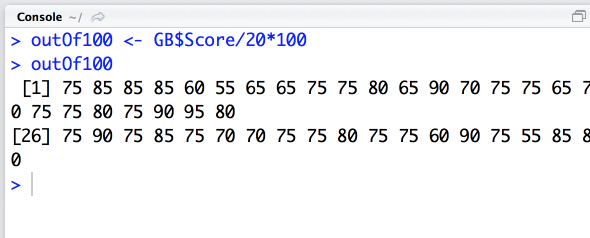 Console ~/
> outOf100 <- GB$Score/20*100
> outOf100
[1] 75 85 85 85 60 55 65 65 75 75 80 65 90 70 75 75 65 7
0 75 75 80 75 90 95 80
[26] 75 90 75 85 75 70 70 75 75 80 75 75 60 90 75 55 85 8
0
>